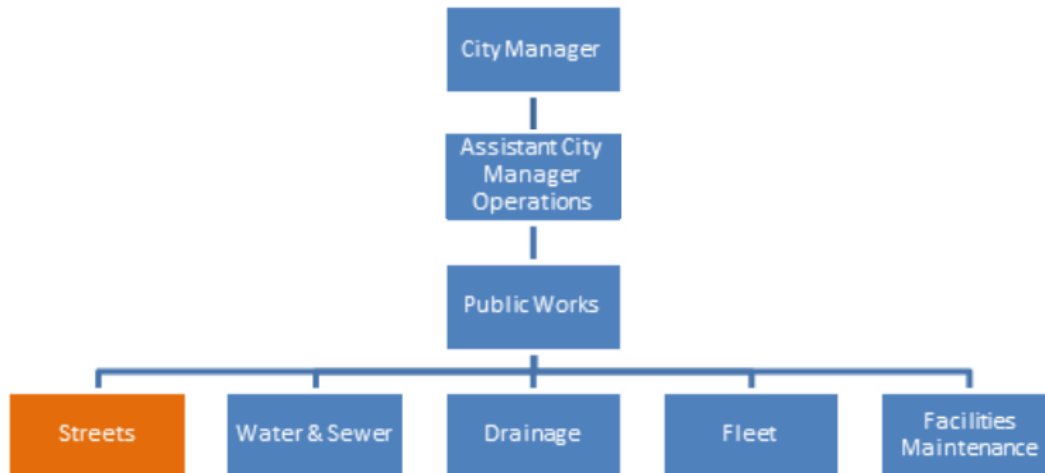 City Manager
Assistant City
Manager
Operations
Public Works
Streets
Water & Sewer
Drainage
Fleet
Facilities
Maintenance